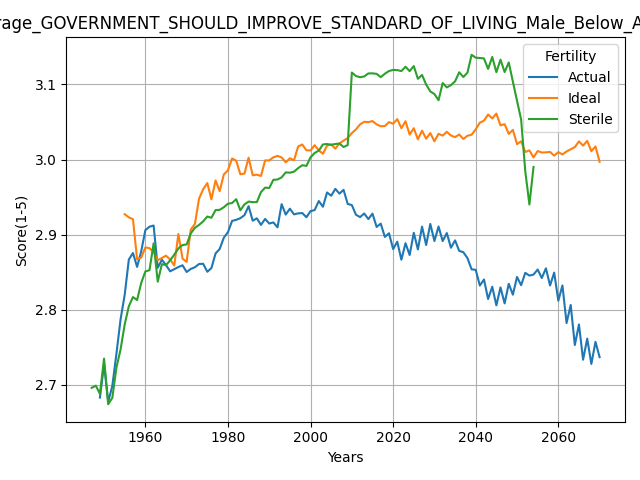 rage_GOVERNMENT_SHOULD_IMPROVE_STANDARD_OF_LIVING_Male_Below_A
Fertility
Actual
Ideal
Sterile
Score(1-5)
3.1
3.0
2.9
2.8
2.7
1960 1980 2000 2020 2040 2060
Years